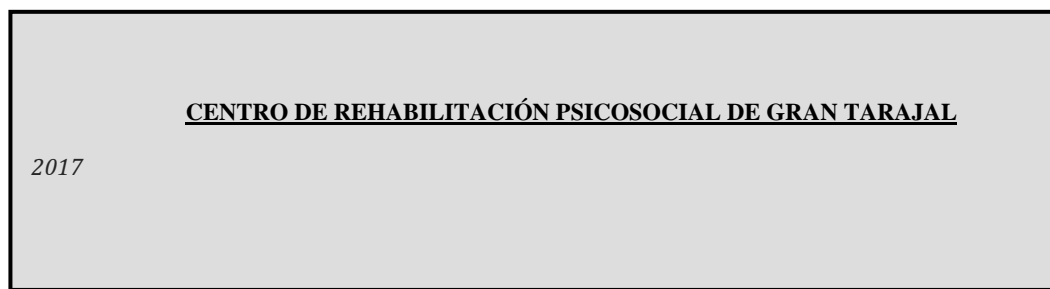 CENTRO DE REHABILITACIÓN PSICOSOCIAL DE GRAN TARAJAL
2017